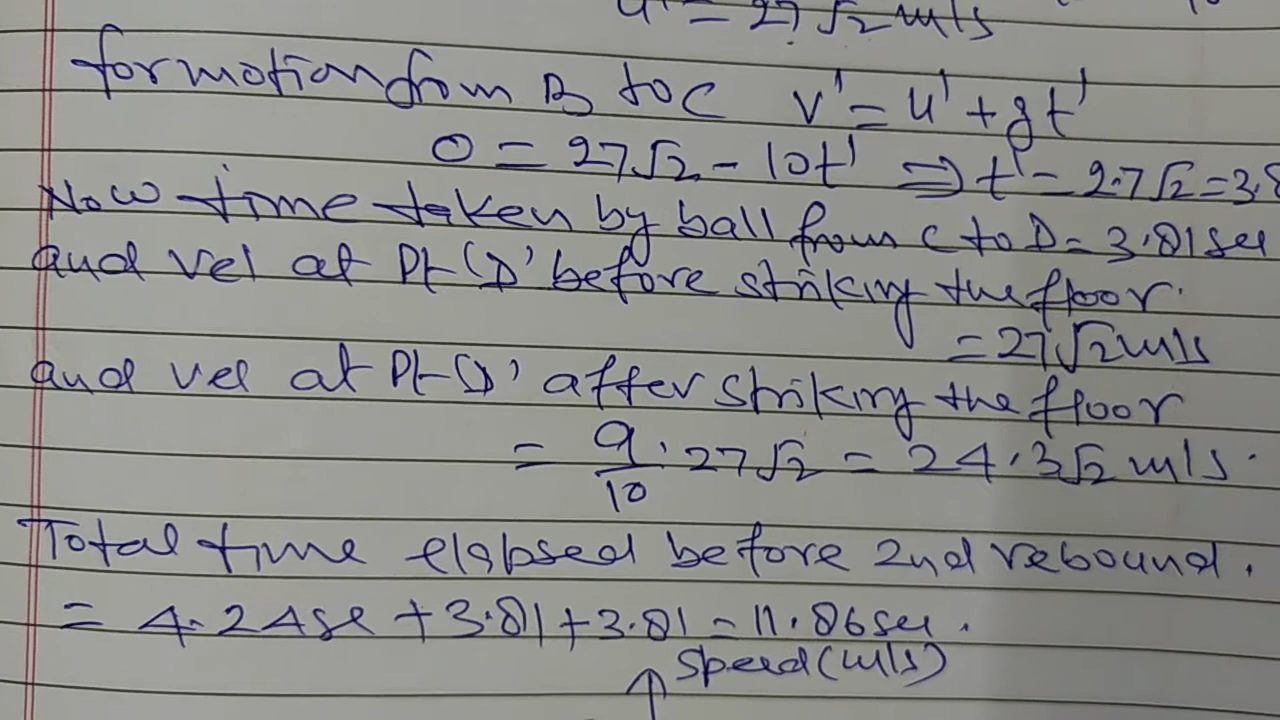 u' = 27√2 m/s
for motion from B to C v' = u' + gt'
0 = 27√2 - 10t' ⇒ t' = 2.7√2 = 3.8
Now time taken by ball from C to D = 3.81 sec
and vel at Pt 'D' before striking the floor.
= 27√2 m/s
and vel at Pt 'D' after striking the floor
= 9/10 · 27√2 = 24.3√2 m/s.
Total time elapsed before 2nd rebound.
= 4.24 se + 3.81 + 3.81 = 11.86 sec.
Speed (m/s)